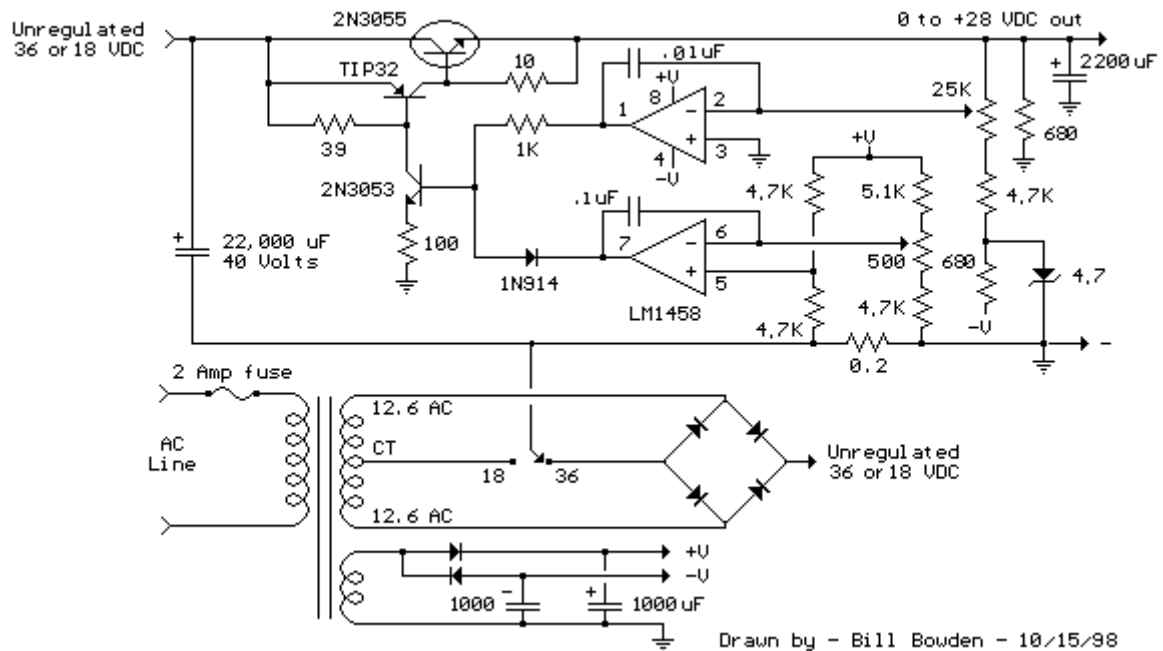 2N3055
0 to +28 VDC out
Unregulated
36 or 18 VDC
.01uF
+
2200 uF
TIP32
10
+V
8
2
25K
1
-
+
3
680
39
1K
4
-V
+V
2N3053
.1uF
4.7K
5.1K
4.7K
+
22,000 uF
40 Volts
100
7
6
-
+
5
500
680
4.7
1N914
LM1458
4.7K
4.7K
-V
-
0.2
2 Amp fuse
12.6 AC
AC
Line
CT
18
36
Unregulated
36 or 18 VDC
12.6 AC
+V
-V
1000
-
+
1000 uF
Drawn by - Bill Bowden - 10/15/98